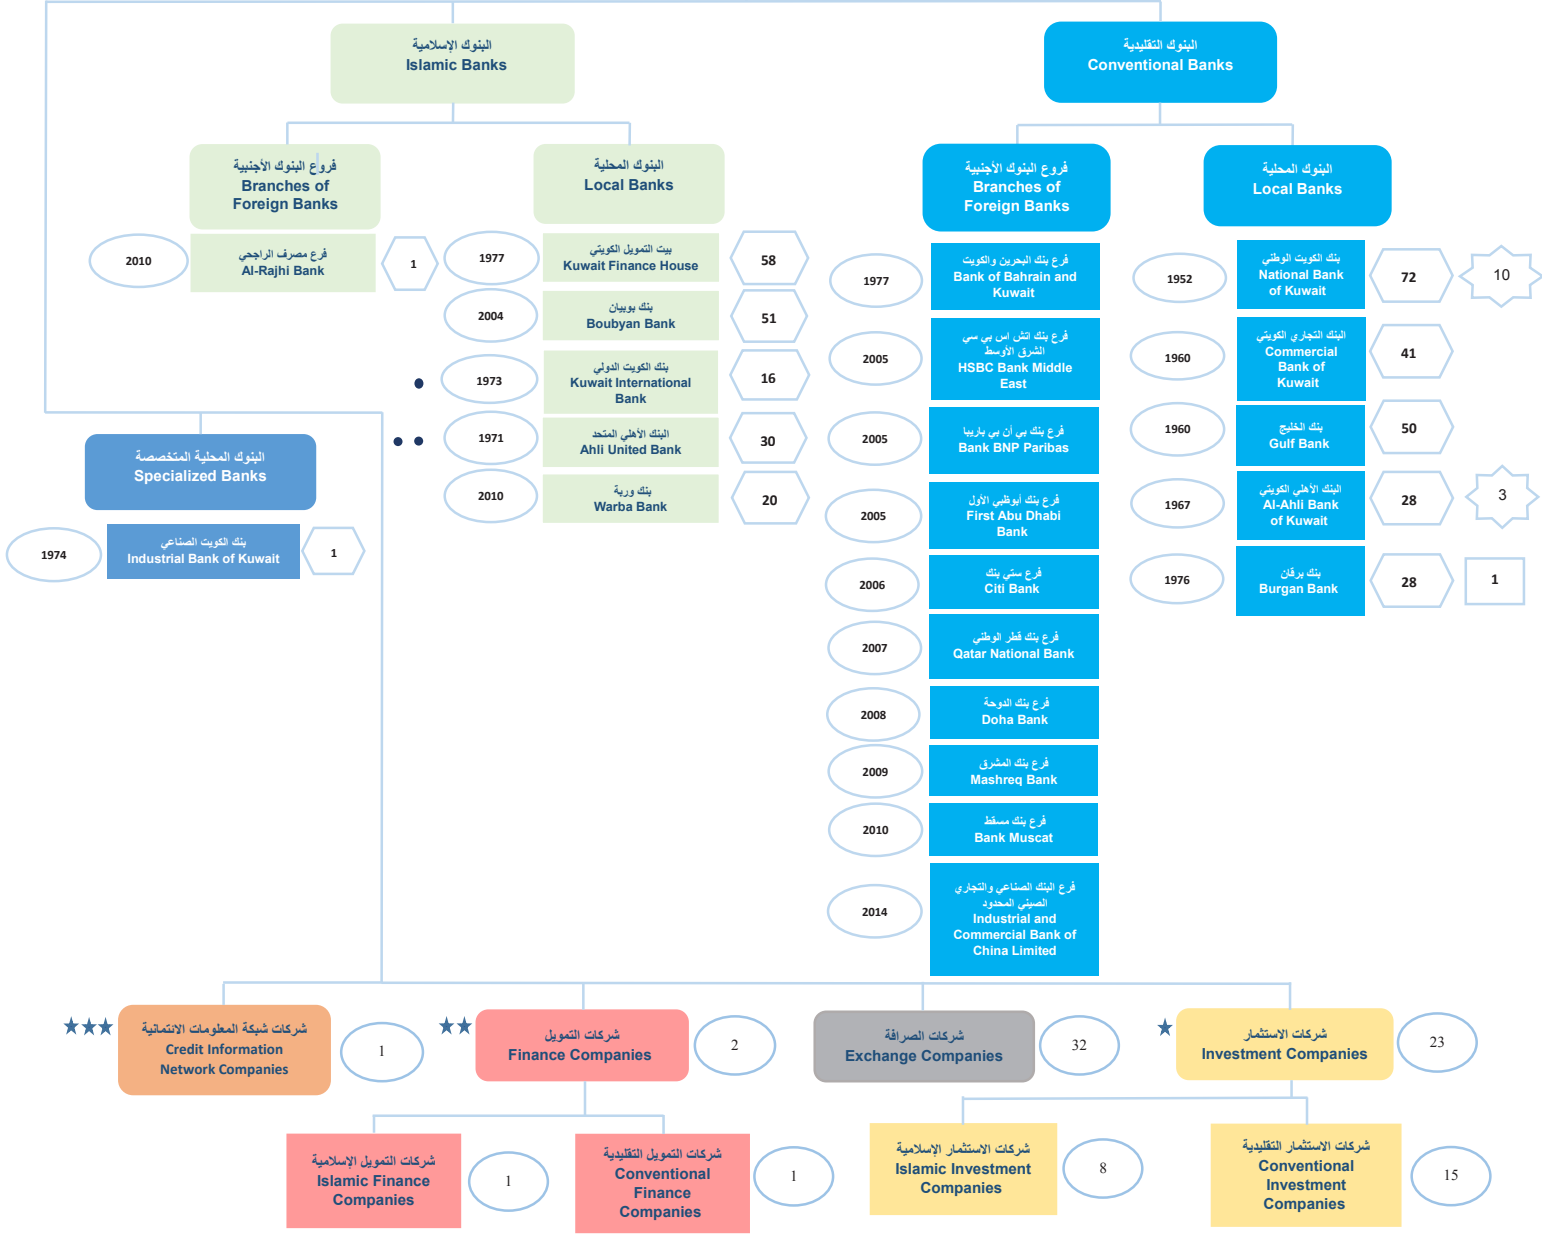 البنوك الإسلامية
Islamic Banks
البنوك التقليدية
Conventional Banks
فروع البنوك الأجنبية
Branches of
Foreign Banks
2010
فرع مصرف الراجحي
Al-Rajhi Bank
1
البنوك المحلية
Local Banks
1977
بيت التمويل الكويتي
Kuwait Finance House
58
2004
بنك بوبيان
Boubyan Bank
51
1973
بنك الكويت الدولي
Kuwait International
Bank
16
1971
البنك الأهلي المتحد
Ahli United Bank
30
2010
بنك وربة
Warba Bank
20
فروع البنوك الأجنبية
Branches of
Foreign Banks
1977
فرع بنك البحرين والكويت
Bank of Bahrain and
Kuwait
2005
فرع بنك اتش اس بي سي
الشرق الأوسط
HSBC Bank Middle
East
2005
فرع بنك بي أن بي باريبا
Bank BNP Paribas
2005
فرع بنك أبوظبي الأول
First Abu Dhabi
Bank
2006
فرع ستي بنك
Citi Bank
2007
فرع بنك قطر الوطني
Qatar National Bank
2008
فرع بنك الدوحة
Doha Bank
2009
فرع بنك المشرق
Mashreq Bank
2010
فرع بنك مسقط
Bank Muscat
2014
فرع البنك الصناعي والتجاري
الصيني المحدود
Industrial and
Commercial Bank of
China Limited
البنوك المحلية
Local Banks
1952
بنك الكويت الوطني
National Bank
of Kuwait
72
10
1960
البنك التجاري الكويتي
Commercial
Bank of
Kuwait
41
1960
بنك الخليج
Gulf Bank
50
1967
البنك الأهلي الكويتي
Al-Ahli Bank
of Kuwait
28
3
1976
بنك برقان
Burgan Bank
28
1
البنوك المحلية المتخصصة
Specialized Banks
1974
بنك الكويت الصناعي
Industrial Bank of Kuwait
1
شركات شبكة المعلومات الائتمانية
Credit Information
Network Companies
1
شركات التمويل
Finance Companies
2
شركات الصرافة
Exchange Companies
32
شركات الاستثمار
Investment Companies
23
شركات التمويل الإسلامية
Islamic Finance
Companies
1
شركات التمويل التقليدية
Conventional
Finance
Companies
1
شركات الاستثمار الإسلامية
Islamic Investment
Companies
8
شركات الاستثمار التقليدية
Conventional
Investment
Companies
15